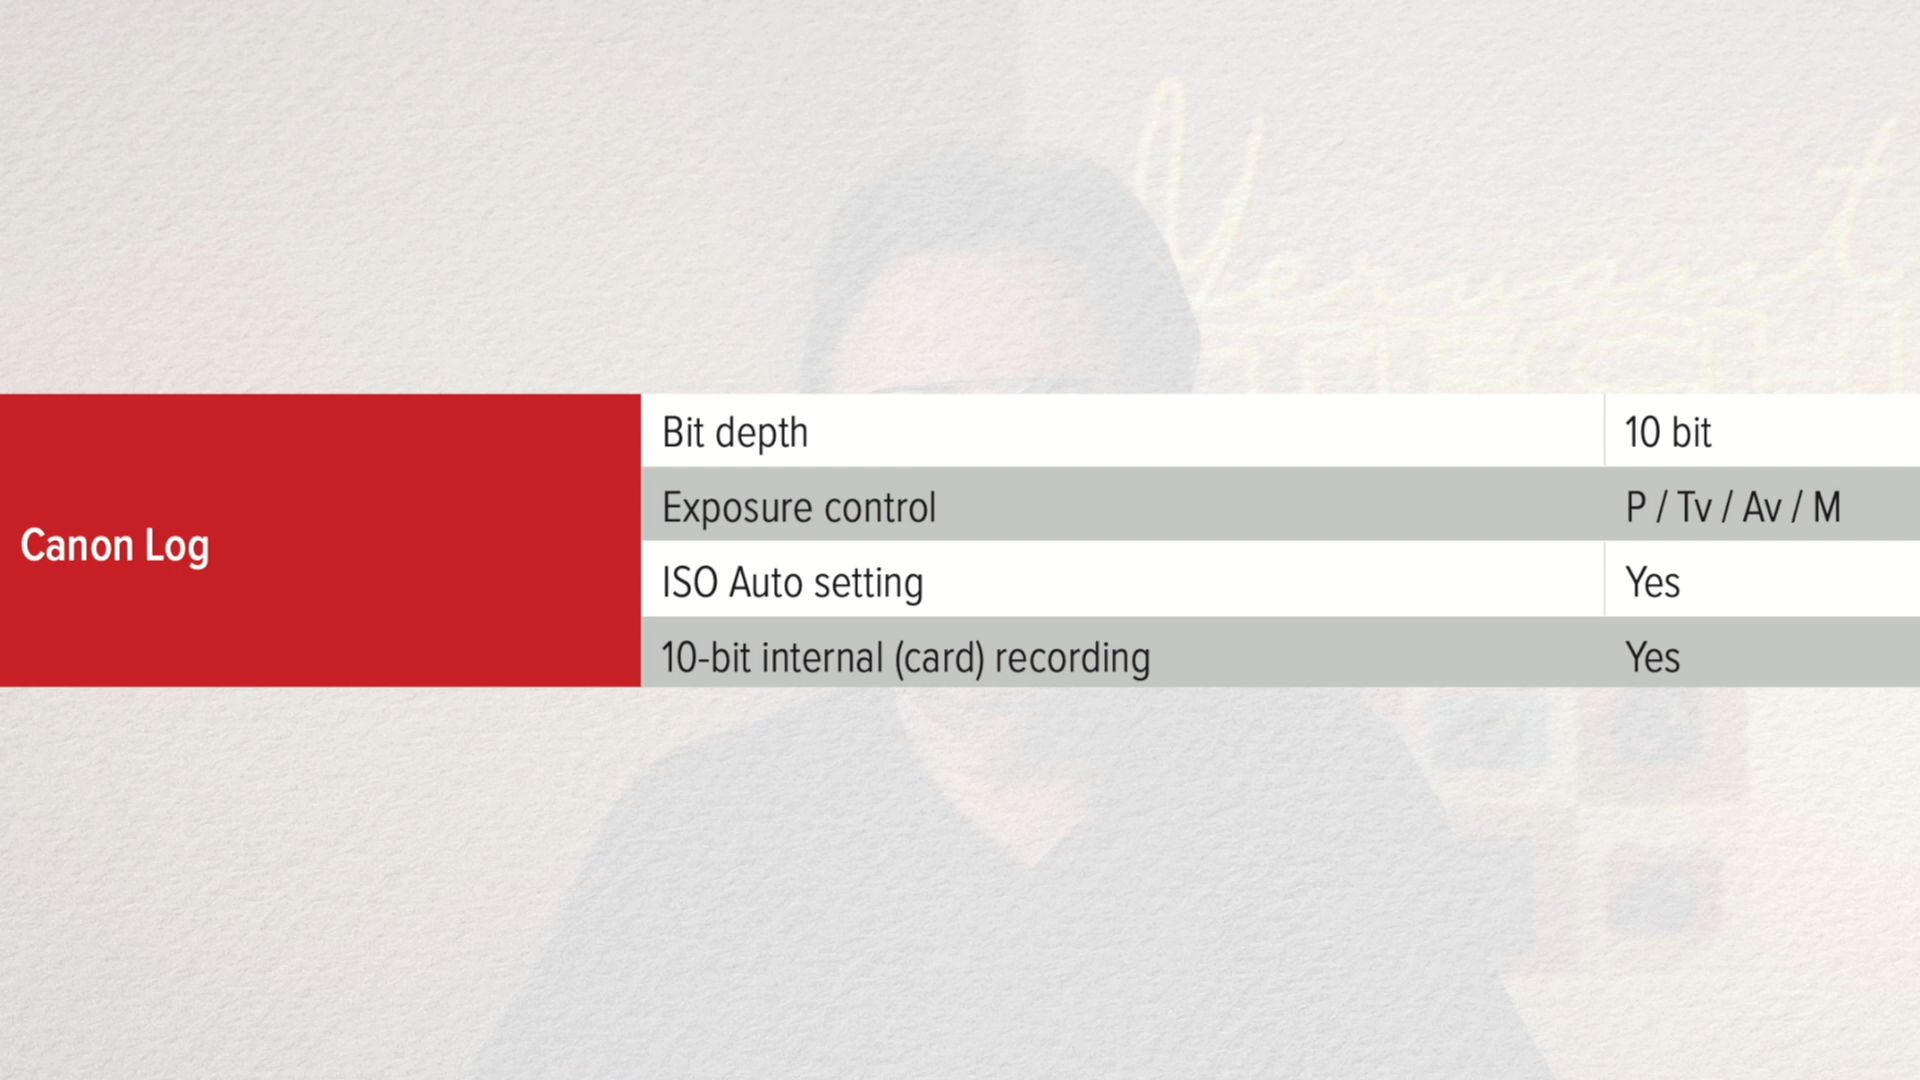 Canon Log
Bit depth 10 bit
Exposure control P / Tv / Av / M
ISO Auto setting Yes
10-bit internal (card) recording Yes